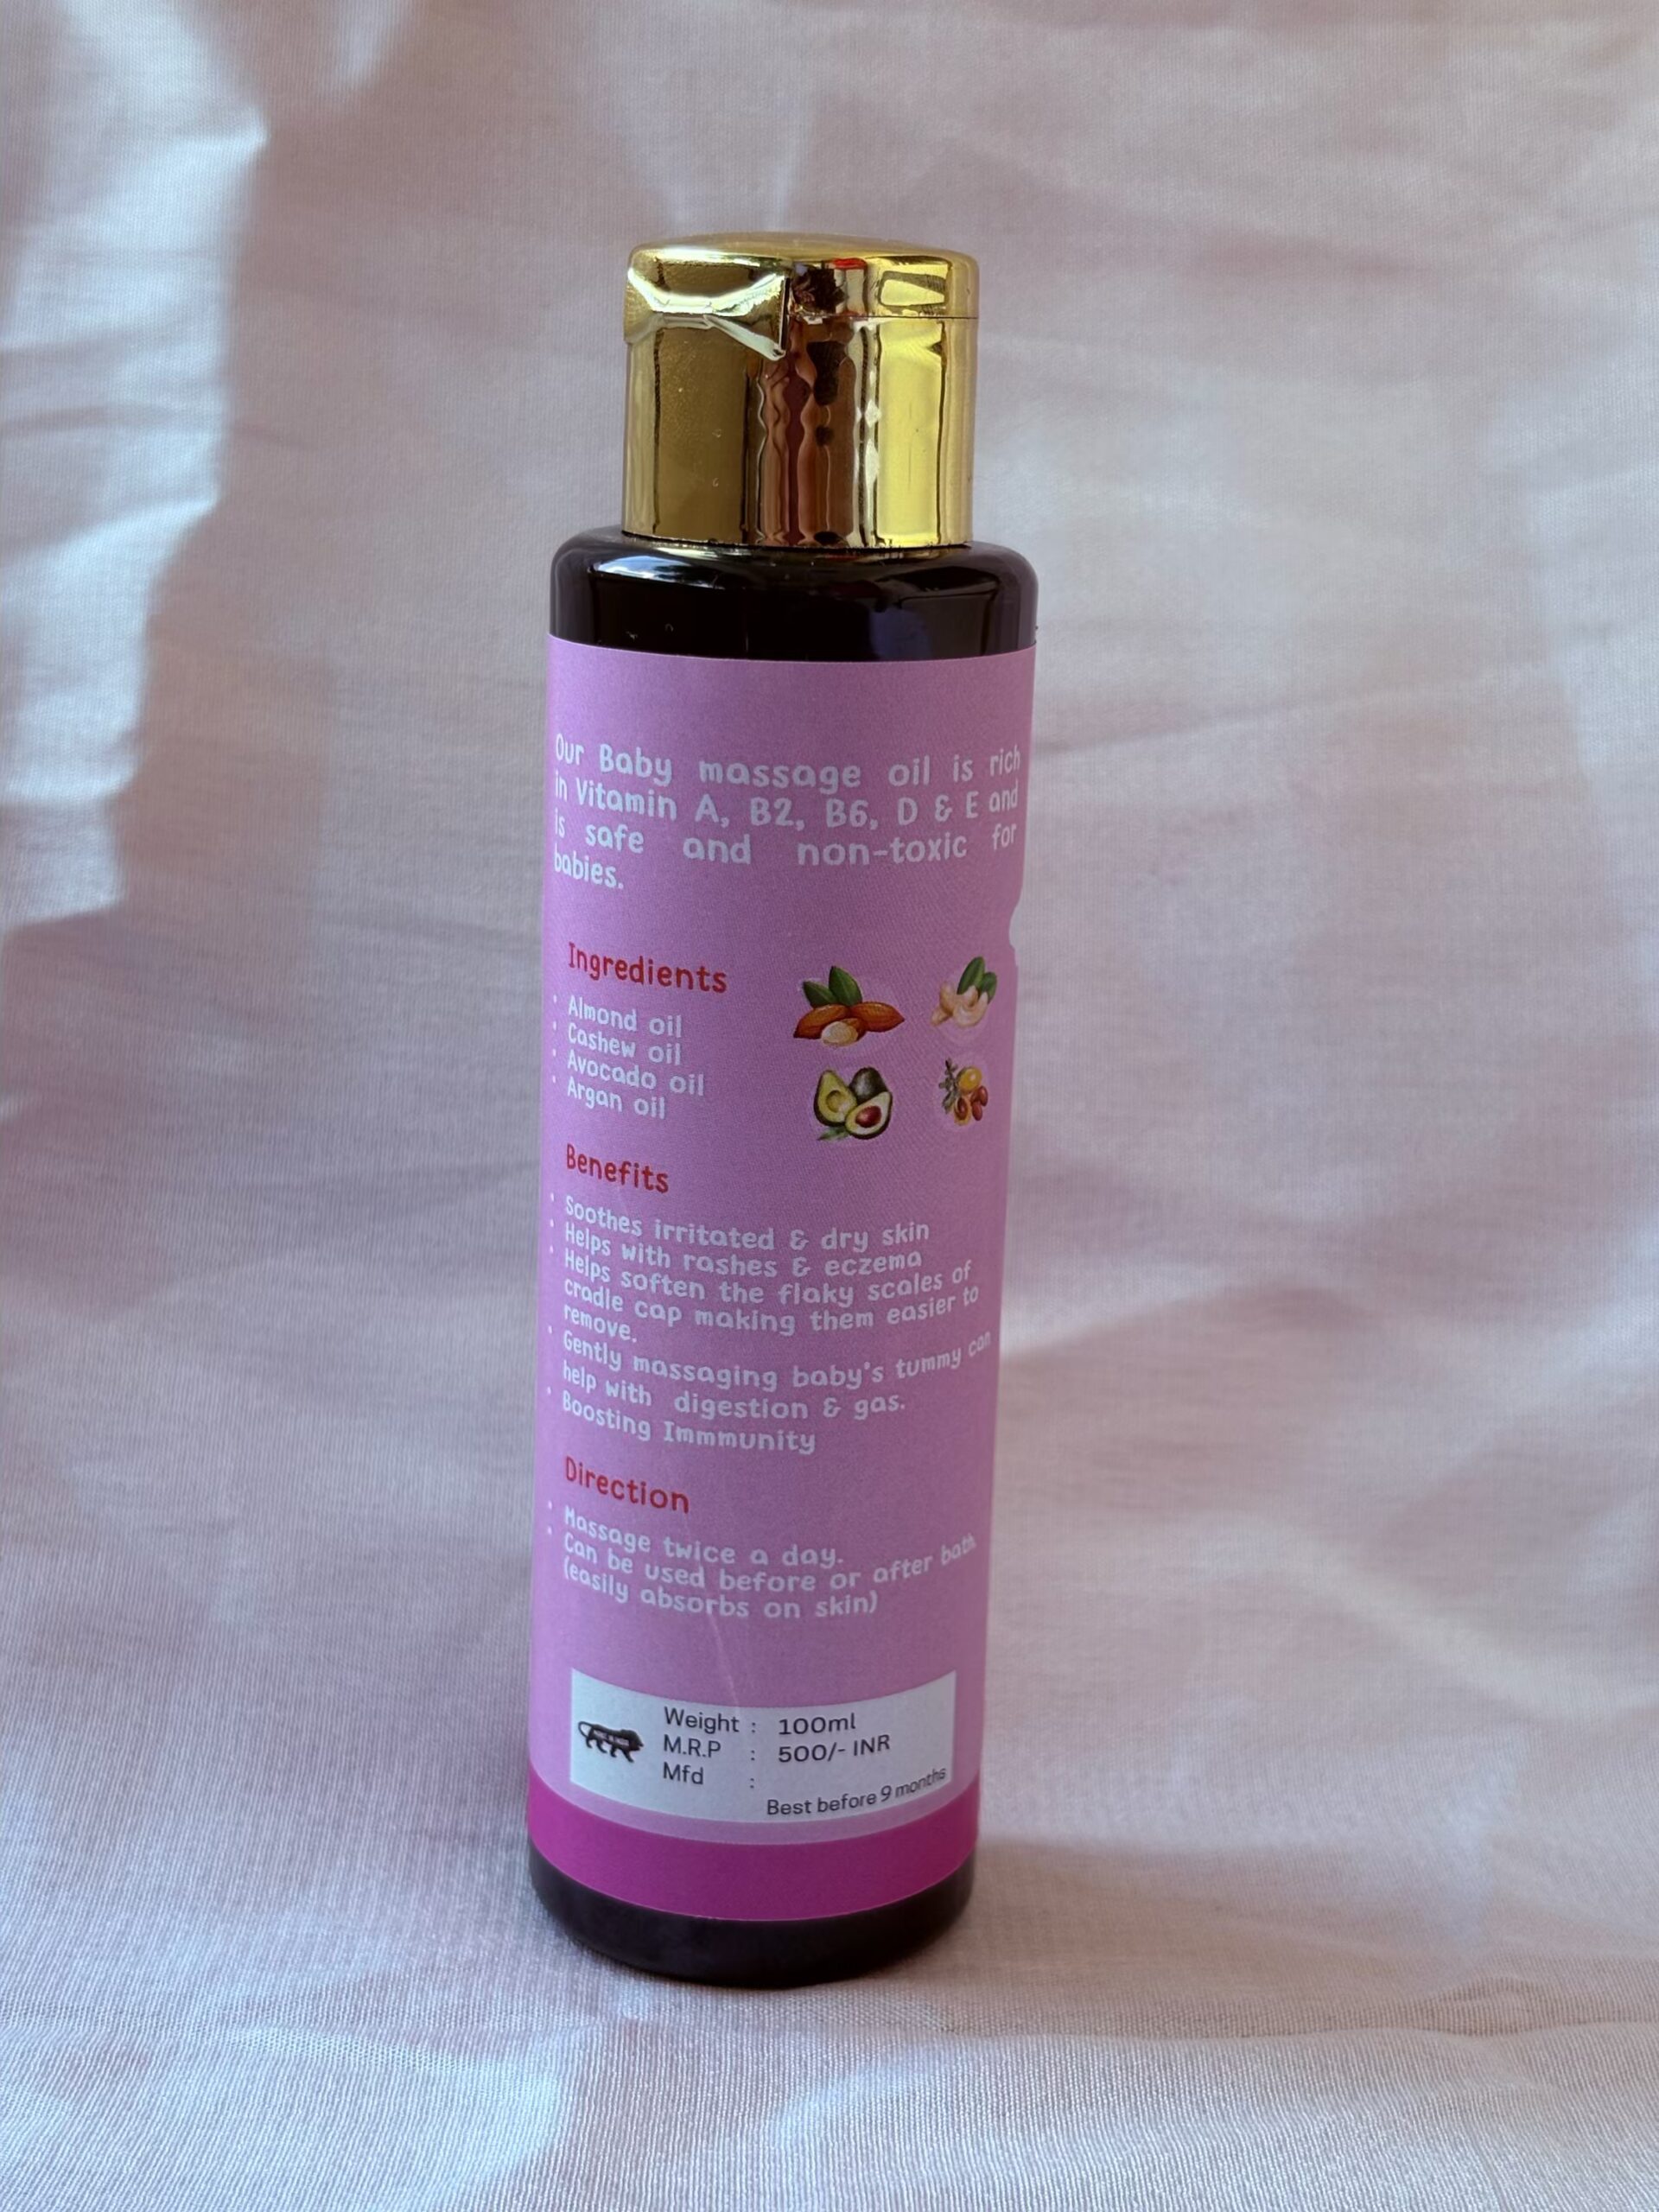 Our Baby massage oil is rich
in Vitamin A, B2, B6, D & E and
is safe and non-toxic for
babies.
Ingredients
• Almond oil
• Cashew oil
• Avocado oil
• Argan oil
Benefits
• Soothes irritated & dry skin
• Helps with rashes & eczema
• Helps soften the flaky scales of
cradle cap making them easier to
remove.
• Gently massaging baby's tummy can
help with digestion & gas.
• Boosting Immmunity
Direction
• Massage twice a day.
• Can be used before or after bath
(easily absorbs on skin)
Weight : 100ml
M.R.P : 500/- INR
Mfd :
Best before 9 months